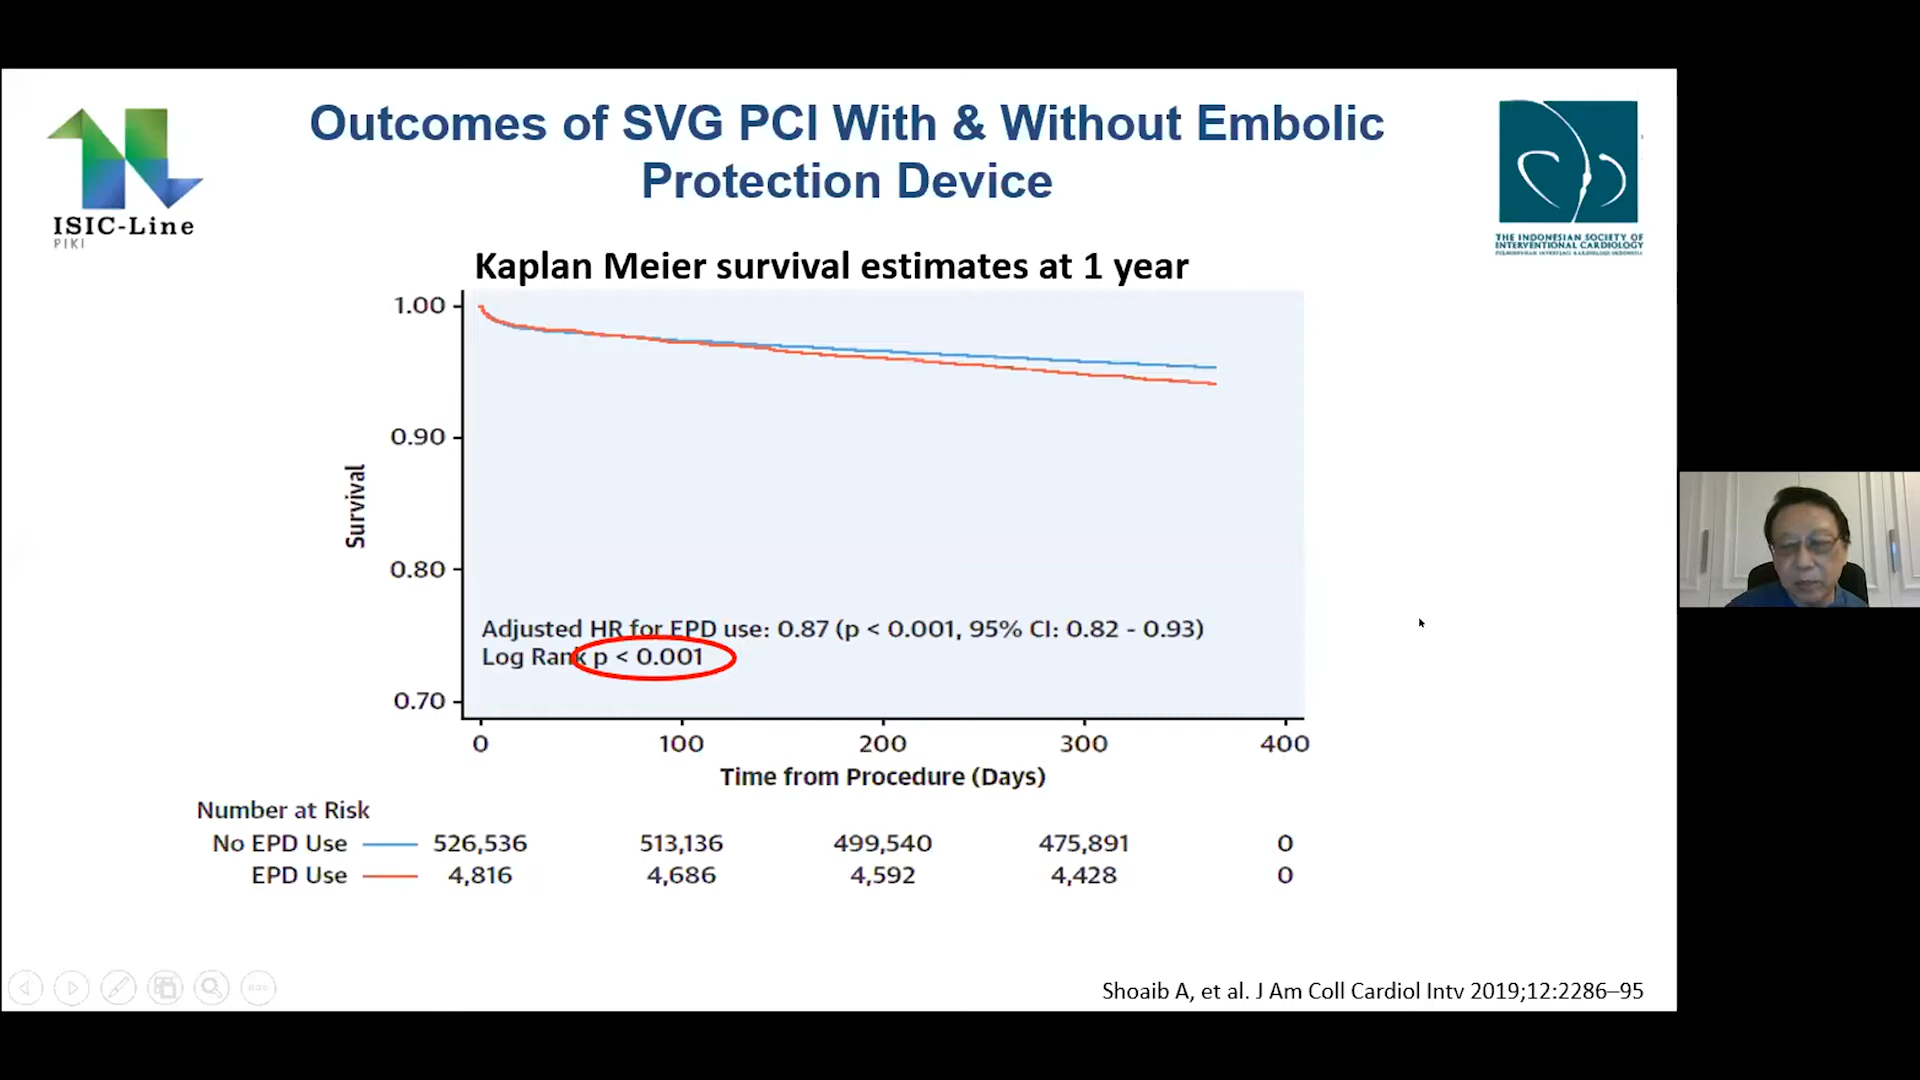 Outcomes of SVG PCI With & Without Embolic
Protection Device
ISIC-Line
PIKI
THE INDONESIAN SOCIETY OF
INTERVENTIONAL CARDIOLOGY
Kaplan Meier survival estimates at 1 year
1.00
0.90
0.80
0.70
Survival
Adjusted HR for EPD use: 0.87 (p < 0.001, 95% CI: 0.82 - 0.93)
Log Rank p < 0.001
0 100 200 300 400
Time from Procedure (Days)
Number at Risk
No EPD Use 526,536 513,136 499,540 475,891 0
EPD Use 4,816 4,686 4,592 4,428 0
Shoaib A, et al. J Am Coll Cardiol Intv 2019;12:2286–95